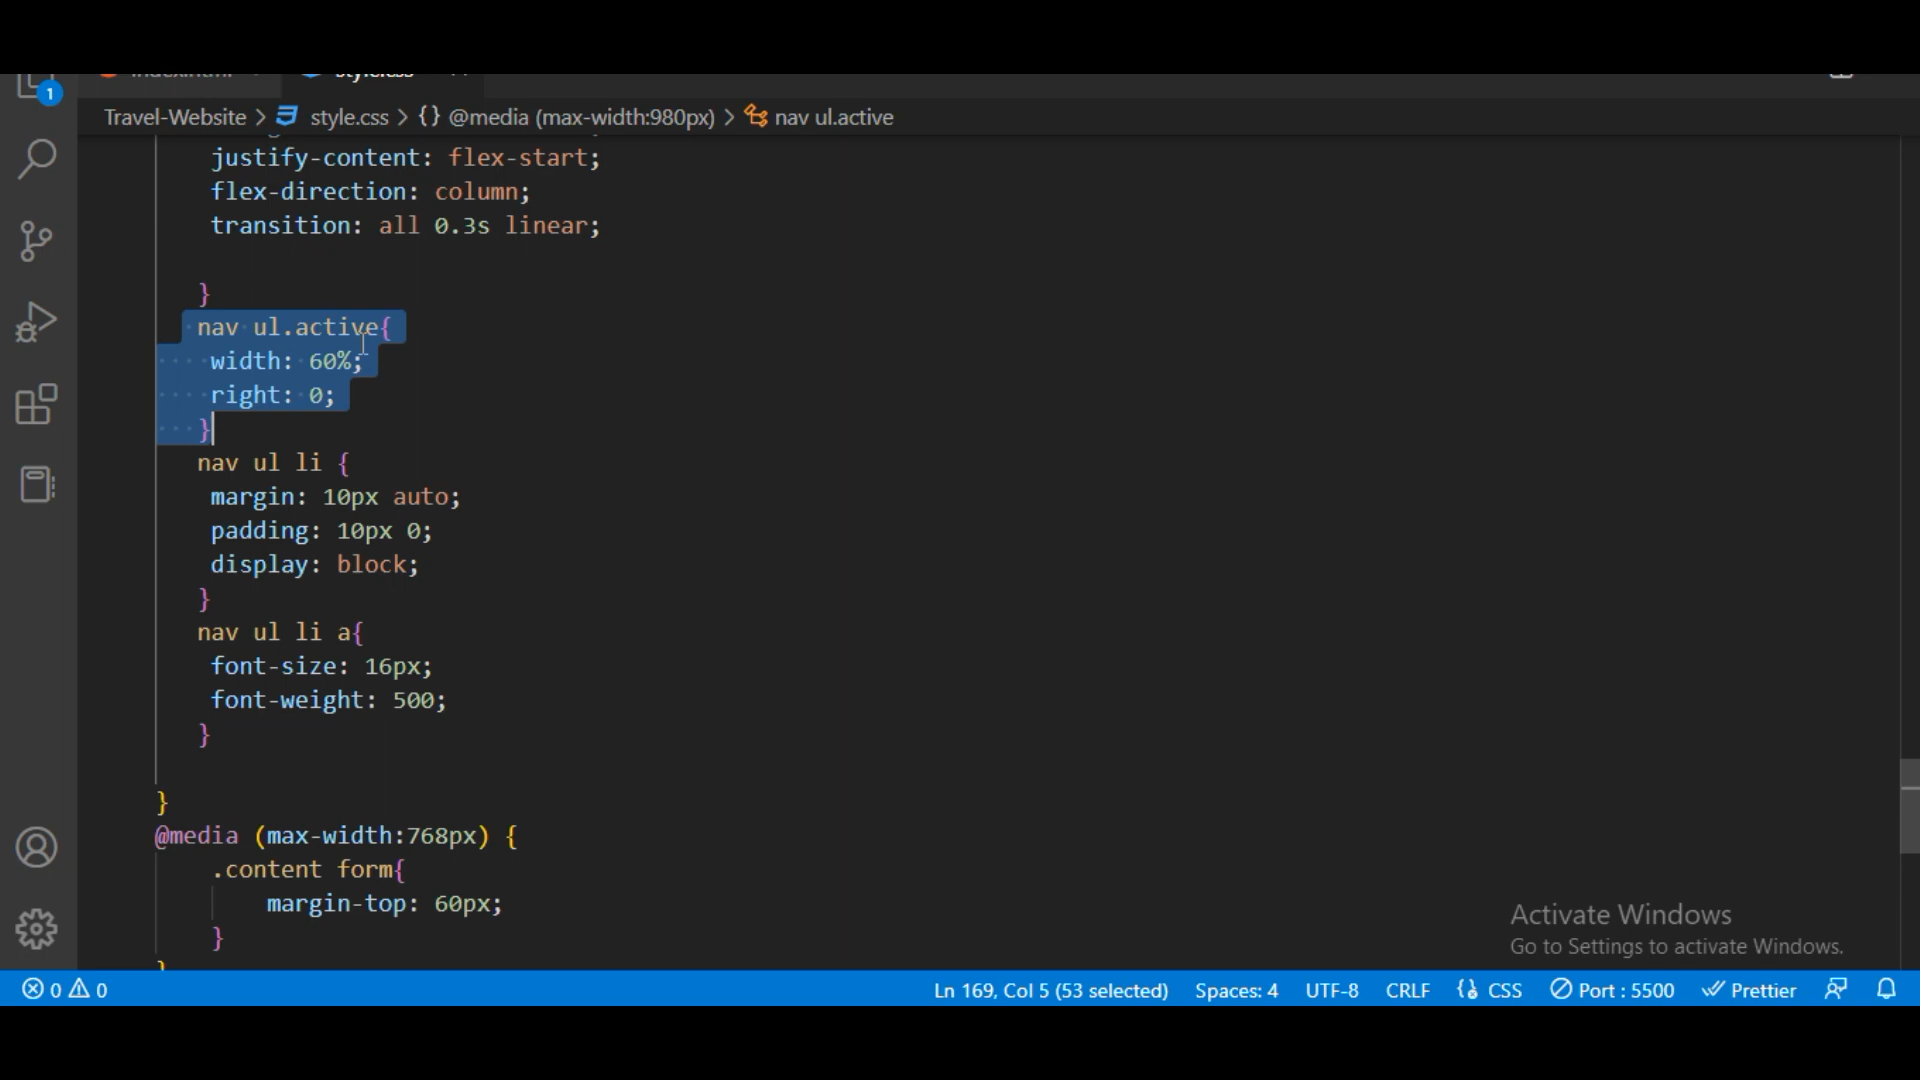 style.css
1
Travel-Website > style.css > {} @media (max-width:980px) > nav ul.active
justify-content: flex-start;
flex-direction: column;
transition: all 0.3s linear;
}
nav ul.active{
width: 60%;
right: 0;
}
nav ul li {
margin: 10px auto;
padding: 10px 0;
display: block;
}
nav ul li a{
font-size: 16px;
font-weight: 500;
}
}
@media (max-width:768px) {
.content form{
margin-top: 60px;
}
Activate Windows
Go to Settings to activate Windows.
0 0 Ln 169, Col 5 (53 selected) Spaces: 4 UTF-8 CRLF CSS Port : 5500 Prettier